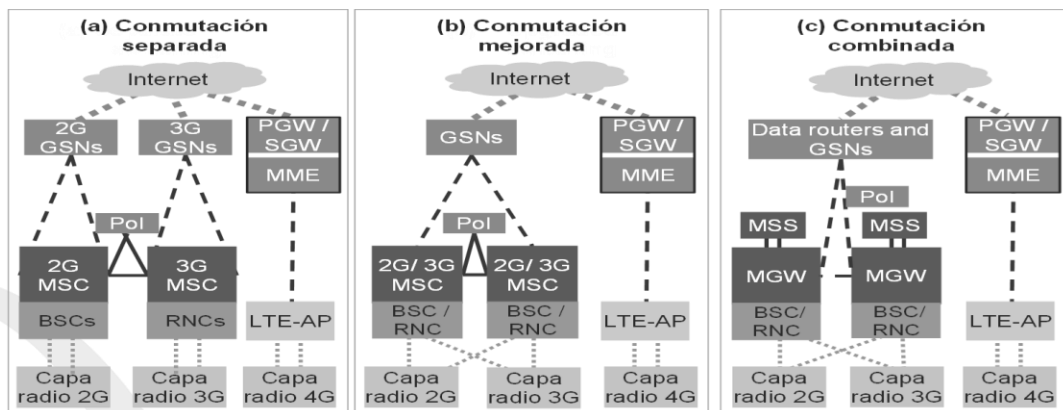 (a) Conmutación
separada
Internet
2G
GSNs
3G
GSNs
PGW /
SGW
MME
PoI
2G
MSC
3G
MSC
BSCs
RNCs
LTE-AP
Capa
radio 2G
Capa
radio 3G
Capa
radio 4G
(b) Conmutación
mejorada
Internet
GSNs
PGW /
SGW
MME
PoI
2G/ 3G
MSC
2G/ 3G
MSC
BSC /
RNC
BSC /
RNC
LTE-AP
Capa
radio 2G
Capa
radio 3G
Capa
radio 4G
(c) Conmutación
combinada
Internet
Data routers and
GSNs
PGW /
SGW
MME
PoI
MSS
MSS
MGW
MGW
BSC/
RNC
BSC/
RNC
LTE-AP
Capa
radio 2G
Capa
radio 3G
Capa
radio 4G